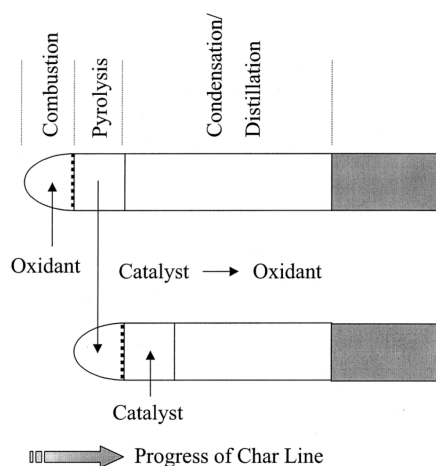 Combustion
Pyrolysis
Condensation/
Distillation
Oxidant
Catalyst → Oxidant
Catalyst
Progress of Char Line